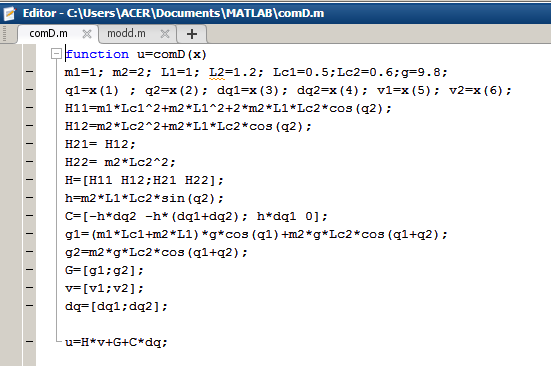 Editor - C:\Users\ACER\Documents\MATLAB\comD.m
comD.m modd.m
function u=comD(x)
m1=1; m2=2; L1=1; L2=1.2; Lc1=0.5;Lc2=0.6;g=9.8;
q1=x(1) ; q2=x(2); dq1=x(3); dq2=x(4); v1=x(5); v2=x(6);
H11=m1*Lc1^2+m2*L1^2+2*m2*L1*Lc2*cos(q2);
H12=m2*Lc2^2+m2*L1*Lc2*cos(q2);
H21= H12;
H22= m2*Lc2^2;
H=[H11 H12;H21 H22];
h=m2*L1*Lc2*sin(q2);
C=[-h*dq2 -h*(dq1+dq2); h*dq1 0];
g1=(m1*Lc1+m2*L1)*g*cos(q1)+m2*g*Lc2*cos(q1+q2);
g2=m2*g*Lc2*cos(q1+q2);
G=[g1;g2];
v=[v1;v2];
dq=[dq1;dq2];
u=H*v+G+C*dq;